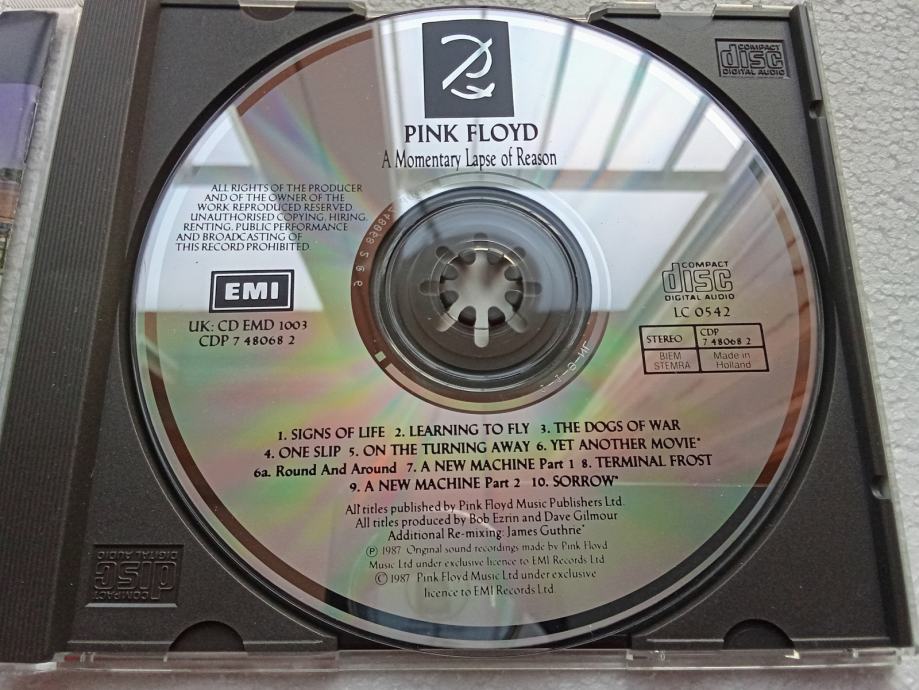 COMPACT
disc
DIGITAL AUDIO
PINK FLOYD
A Momentary Lapse of Reason
ALL RIGHTS OF THE PRODUCER
AND OF THE OWNER OF THE
WORK REPRODUCED RESERVED.
UNAUTHORISED COPYING, HIRING,
RENTING, PUBLIC PERFORMANCE
AND BROADCASTING OF
THIS RECORD PROHIBITED.
EMI
UK: CD EMD 1003
CDP 7 48068 2
COMPACT
disc
DIGITAL AUDIO
LC 0542
STEREO
CDP
7 48068 2
BIEM
STEMRA
Made in
Holland
1. SIGNS OF LIFE 2. LEARNING TO FLY 3. THE DOGS OF WAR
4. ONE SLIP 5. ON THE TURNING AWAY 6. YET ANOTHER MOVIE*
6a. Round And Around 7. A NEW MACHINE Part 1 8. TERMINAL FROST
9. A NEW MACHINE Part 2 10. SORROW*
All titles published by Pink Floyd Music Publishers Ltd.
All titles produced by Bob Ezrin and Dave Gilmour
Additional Re-mixing: James Guthrie*
Ⓟ 1987 Original sound recordings made by Pink Floyd
Music Ltd under exclusive licence to EMI Records Ltd
© 1987 Pink Floyd Music Ltd under exclusive
licence to EMI Records Ltd.
COMPACT
disc
DIGITAL AUDIO